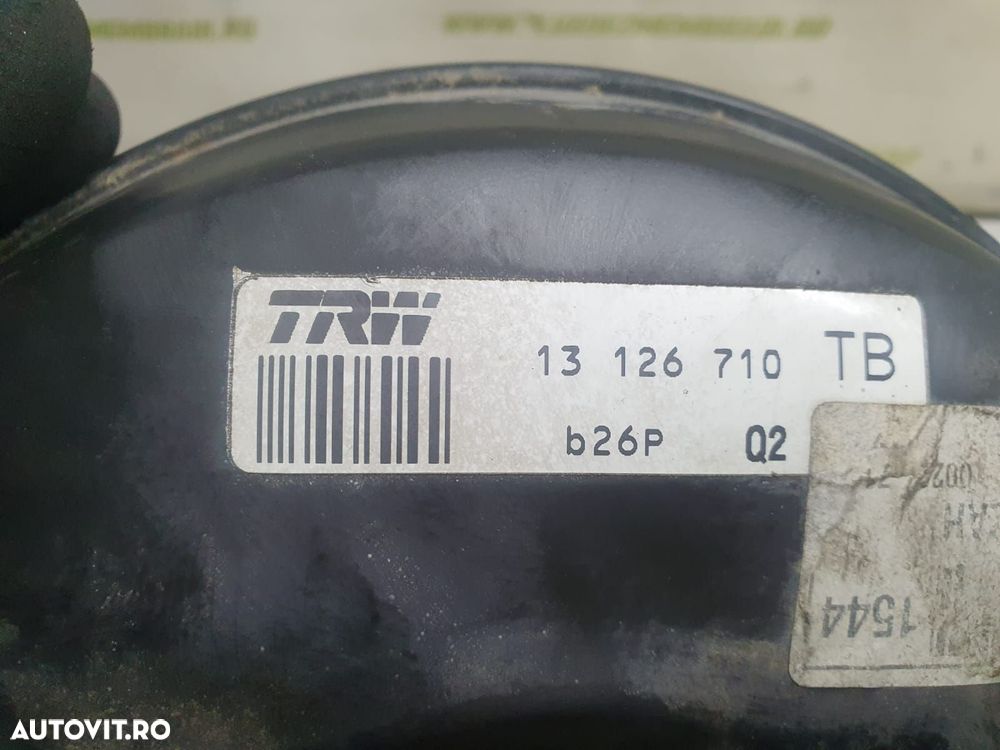 TRW
13 126 710 TB
b26P Q2
1544
AUTOVIT.RO